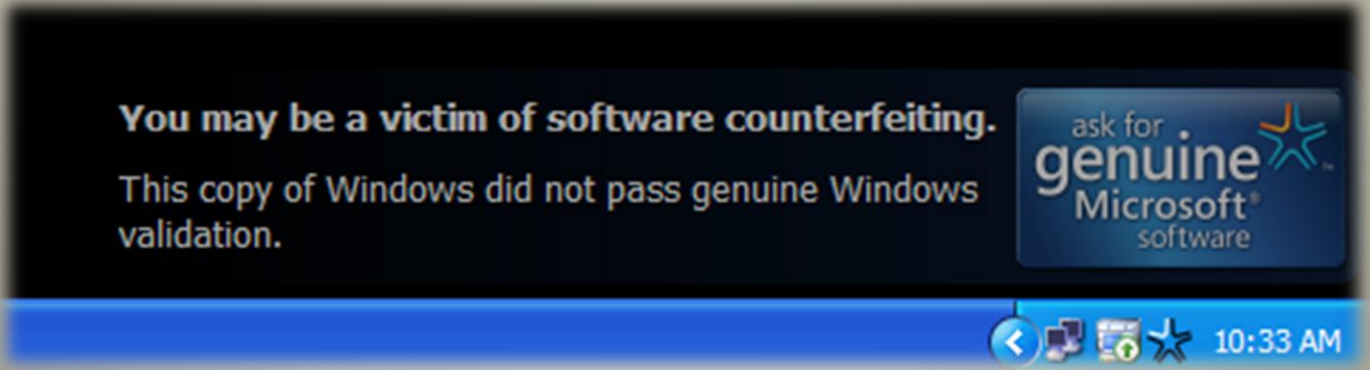 You may be a victim of software counterfeiting.
This copy of Windows did not pass genuine Windows
validation.
ask for
genuine
Microsoft®
software
™
10:33 AM